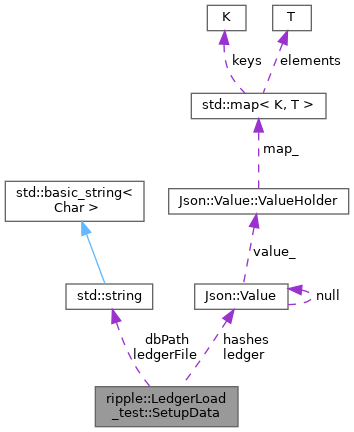 K
T
keys
elements
std::map< K, T >
map_
std::basic_string<
Char >
Json::Value::ValueHolder
value_
std::string
Json::Value
null
dbPath
ledgerFile
hashes
ledger
ripple::LedgerLoad
_test::SetupData